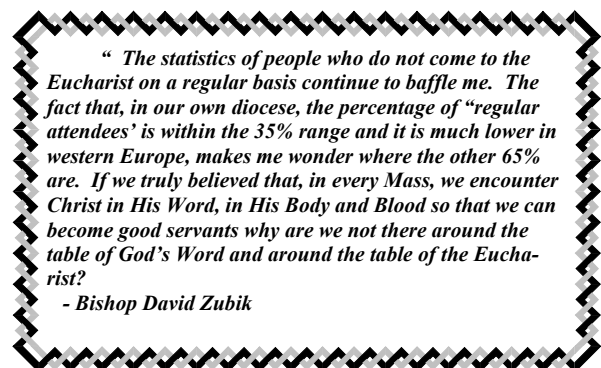 “ The statistics of people who do not come to the
Eucharist on a regular basis continue to baffle me. The
fact that, in our own diocese, the percentage of “regular
attendees’ is within the 35% range and it is much lower in
western Europe, makes me wonder where the other 65%
are. If we truly believed that, in every Mass, we encounter
Christ in His Word, in His Body and Blood so that we can
become good servants why are we not there around the
table of God’s Word and around the table of the Eucha-
rist?
- Bishop David Zubik